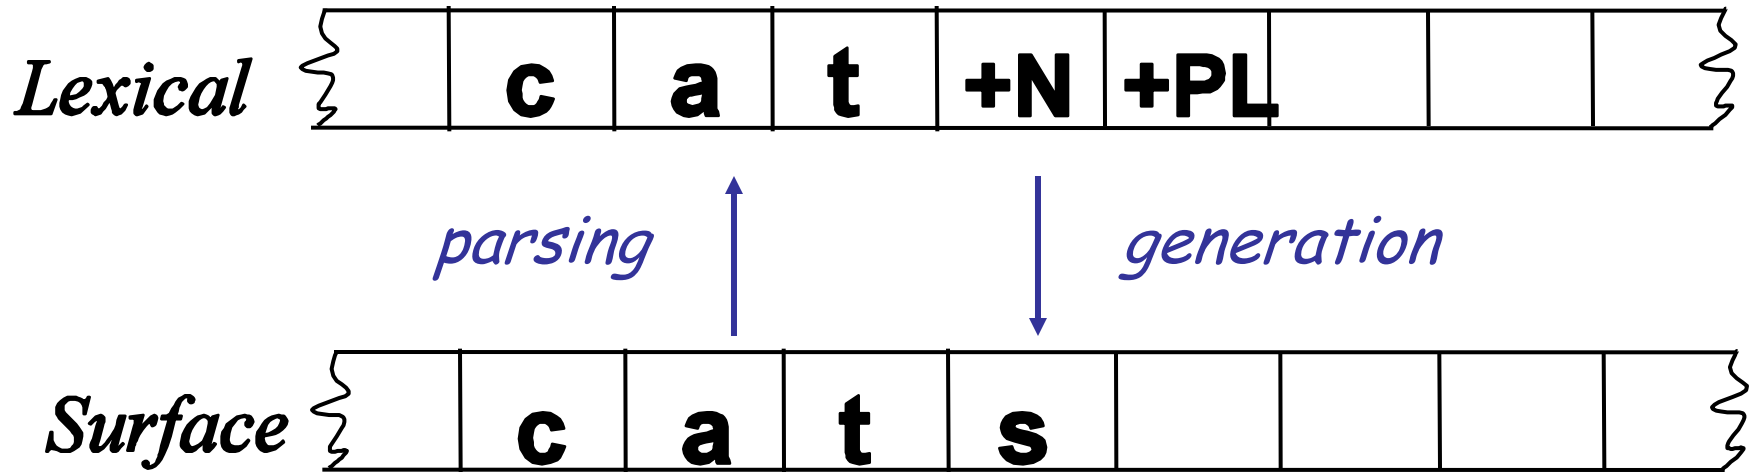 Lexical c a t +N +PL
parsing generation
Surface c a t s